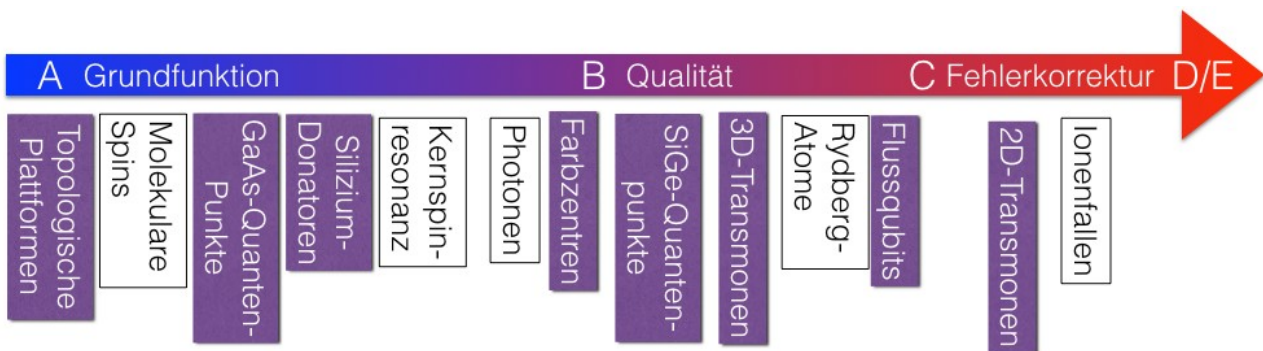 A Grundfunktion B Qualität C Fehlerkorrektur D/E
Topologische
Plattformen
Molekulare
Spins
GaAs-Quanten-
Punkte
Silizium-
Donatoren
Kernspin-
resonanz
Photonen
Farbzentren
SiGe-Quanten-
punkte
3D-Transmonen
Rydberg-
Atome
Flussqubits
2D-Transmonen
Ionenfallen